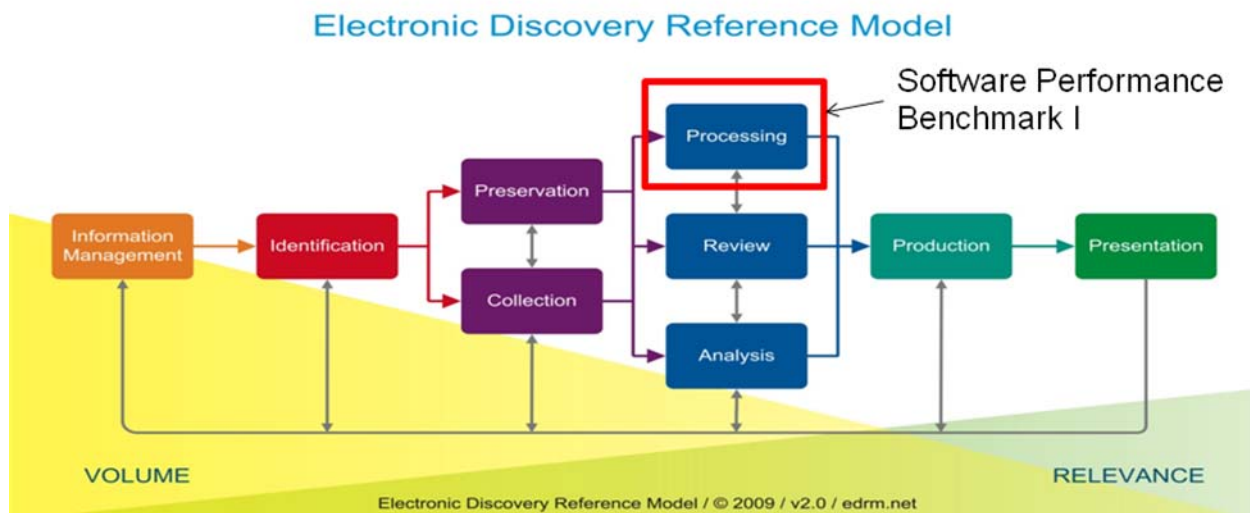 Electronic Discovery Reference Model
Software Performance
Benchmark I
Processing
Preservation
Information
Management
Identification
Review
Production
Presentation
Collection
Analysis
VOLUME
RELEVANCE
Electronic Discovery Reference Model / © 2009 / v2.0 / edrm.net